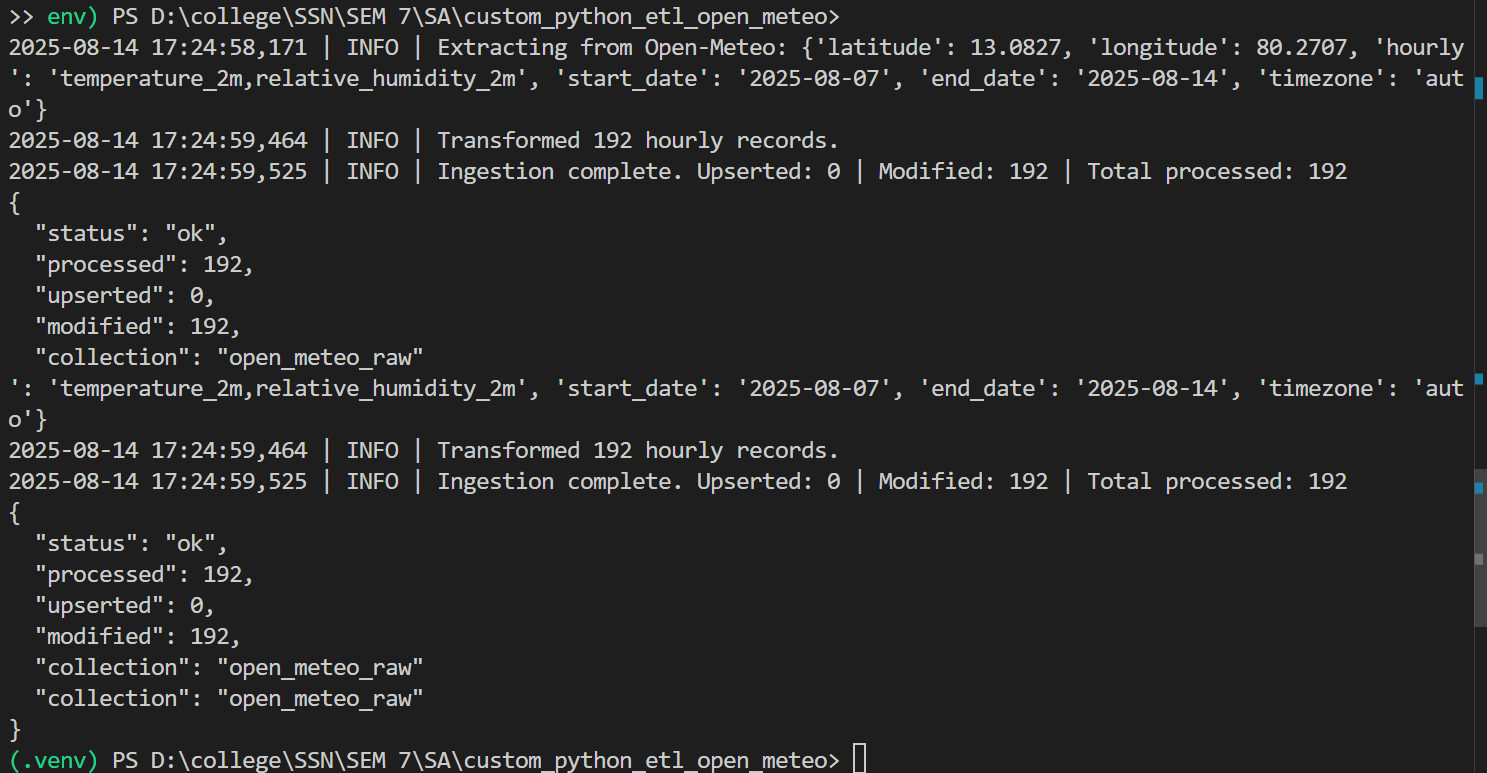 >> env) PS D:\college\SSN\SEM 7\SA\custom_python_etl_open_meteo>
2025-08-14 17:24:58,171 | INFO | Extracting from Open-Meteo: {'latitude': 13.0827, 'longitude': 80.2707, 'hourly
': 'temperature_2m,relative_humidity_2m', 'start_date': '2025-08-07', 'end_date': '2025-08-14', 'timezone': 'aut
o'}
2025-08-14 17:24:59,464 | INFO | Transformed 192 hourly records.
2025-08-14 17:24:59,525 | INFO | Ingestion complete. Upserted: 0 | Modified: 192 | Total processed: 192
{
  "status": "ok",
  "processed": 192,
  "upserted": 0,
  "modified": 192,
  "collection": "open_meteo_raw"
': 'temperature_2m,relative_humidity_2m', 'start_date': '2025-08-07', 'end_date': '2025-08-14', 'timezone': 'aut
o'}
2025-08-14 17:24:59,464 | INFO | Transformed 192 hourly records.
2025-08-14 17:24:59,525 | INFO | Ingestion complete. Upserted: 0 | Modified: 192 | Total processed: 192
{
  "status": "ok",
  "processed": 192,
  "upserted": 0,
  "modified": 192,
  "collection": "open_meteo_raw"
  "collection": "open_meteo_raw"
}
(.venv) PS D:\college\SSN\SEM 7\SA\custom_python_etl_open_meteo>